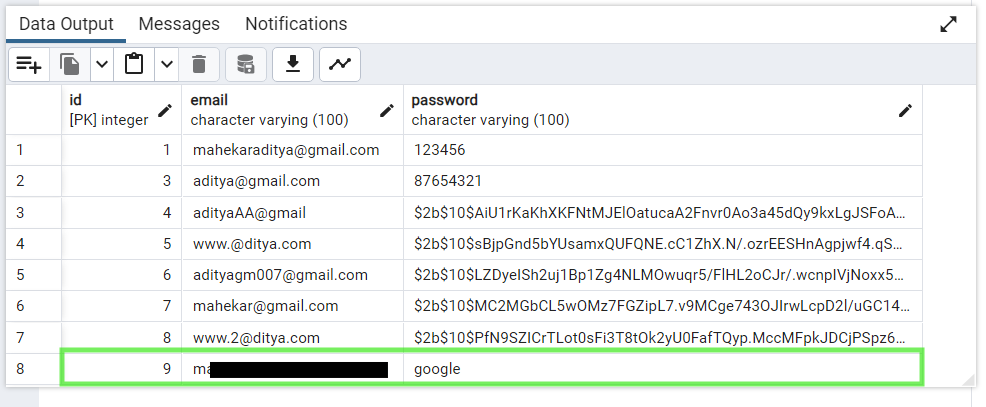 Data Output Messages Notifications
id email password
[PK] integer character varying (100) character varying (100)
1 1 mahekaraditya@gmail.com 123456
2 3 aditya@gmail.com 87654321
3 4 adityaAA@gmail $2b$10$AiU1rKaKhXKFNtMJElOatucaA2Fnvr0Ao3a45dQy9kxLgJSFoA...
4 5 www.@ditya.com $2b$10$sBjpGnd5bYUsamxQUFQNE.cC1ZhX.N/.ozrEESHnAgpjwf4.qS...
5 6 adityagm007@gmail.com $2b$10$LZDyeISh2uj1Bp1Zg4NLMOwuqr5/FlHL2oCJr/.wcnpIVjNoxx5...
6 7 mahekar@gmail.com $2b$10$MC2MGbCL5wOMz7FGZipL7.v9MCge743OJIrwLcpD2l/uGC14...
7 8 www.2@ditya.com $2b$10$PfN9SZICrTLot0sFi3T8tOk2yU0FafTQyp.MccMFpkJDCjPSpz6...
8 9 ma google